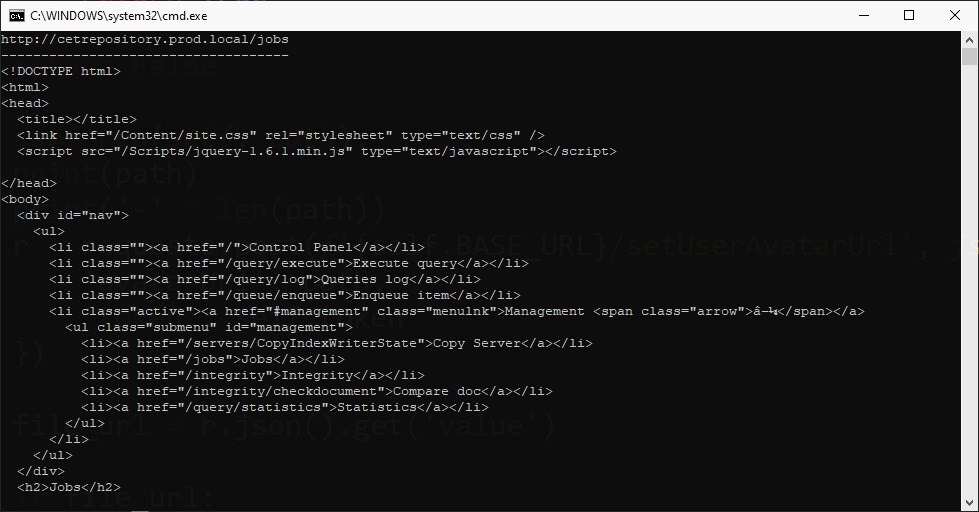 C:\WINDOWS\system32\cmd.exe
http://cetrepository.prod.local/jobs
------------------------------------
<!DOCTYPE html>
<html>
<head>
  <title></title>
  <link href="/Content/site.css" rel="stylesheet" type="text/css" />
  <script src="/Scripts/jquery-1.6.1.min.js" type="text/javascript"></script>
</head>
<body>
  <div id="nav">
    <ul>
      <li class=""><a href="/">Control Panel</a></li>
      <li class=""><a href="/query/execute">Execute query</a></li>
      <li class=""><a href="/query/log">Queries log</a></li>
      <li class=""><a href="/queue/enqueue">Enqueue item</a></li>
      <li class="active"><a href="#management" class="menulnk">Management <span class="arrow">â–¼</span></a>
        <ul class="submenu" id="management">
          <li><a href="/servers/CopyIndexWriterState">Copy Server</a></li>
          <li><a href="/jobs">Jobs</a></li>
          <li><a href="/integrity">Integrity</a></li>
          <li><a href="/integrity/checkdocument">Compare doc</a></li>
          <li><a href="/query/statistics">Statistics</a></li>
        </ul>
      </li>
    </ul>
  </div>
  <h2>Jobs</h2>